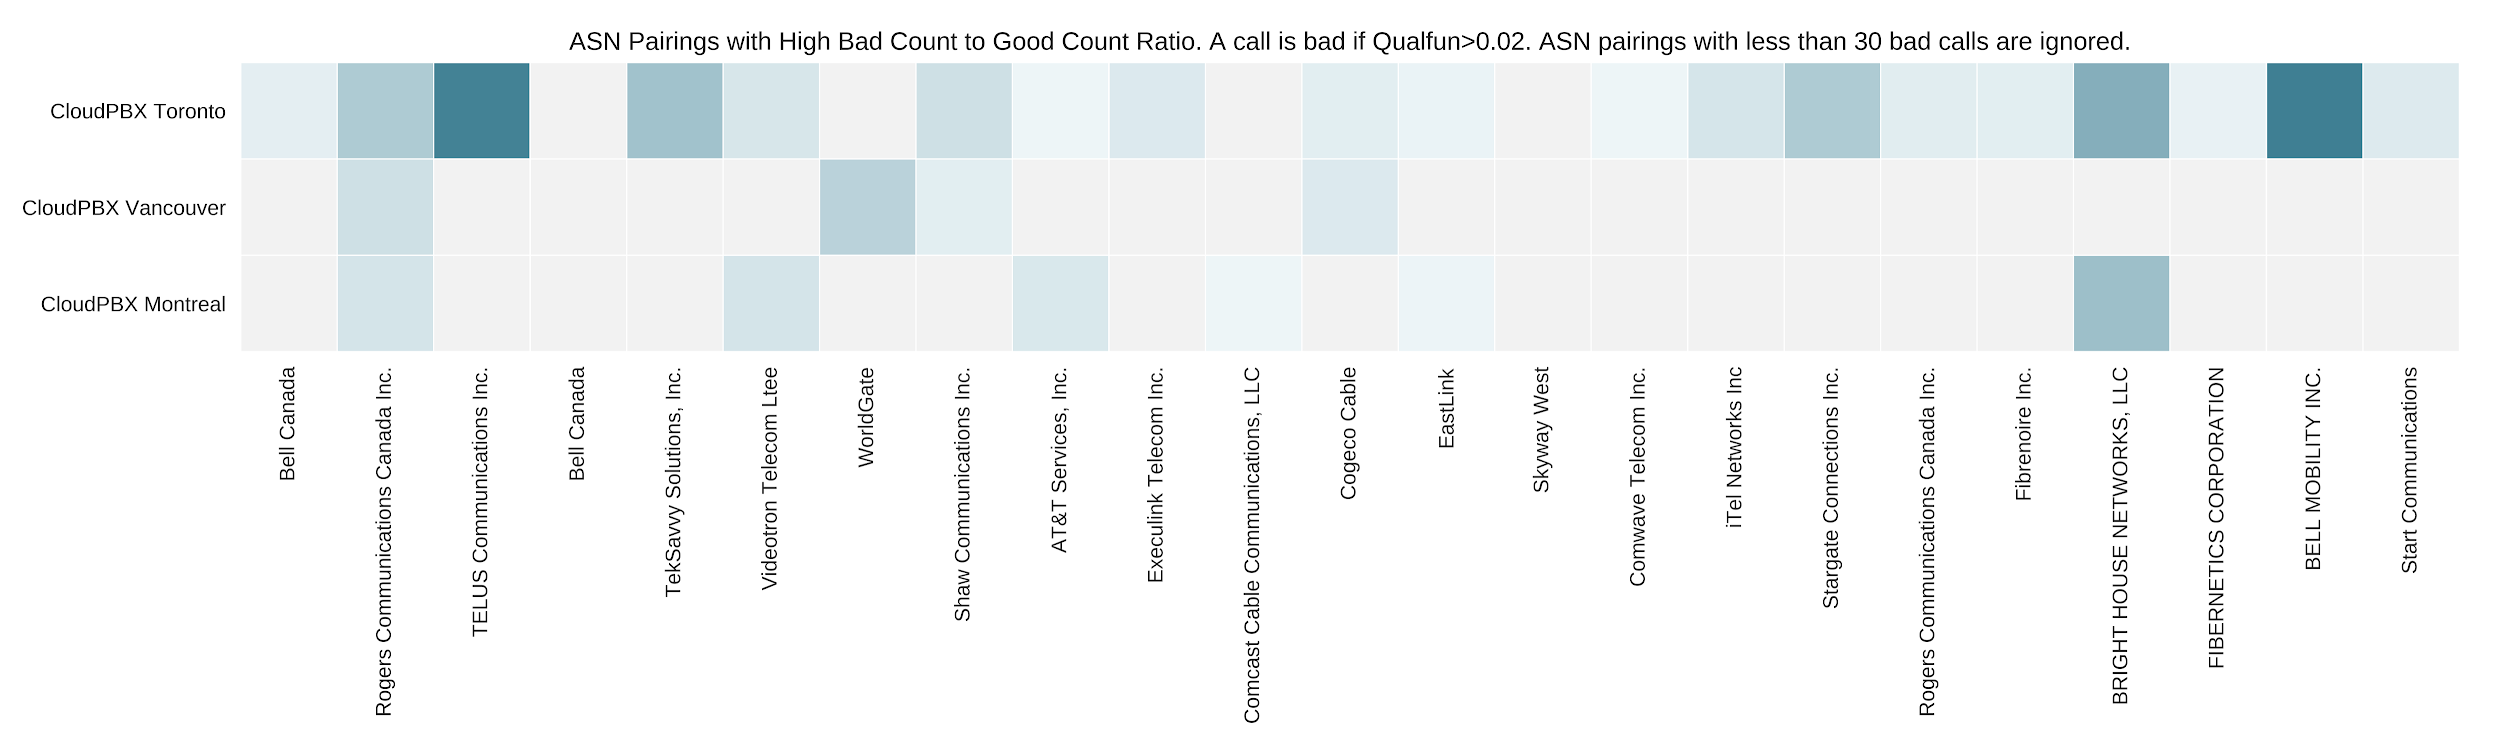 ASN Pairings with High Bad Count to Good Count Ratio. A call is bad if Qualfun>0.02. ASN pairings with less than 30 bad calls are ignored.
CloudPBX Toronto
CloudPBX Vancouver
CloudPBX Montreal
Bell Canada
Rogers Communications Canada Inc.
TELUS Communications Inc.
Bell Canada
TekSavvy Solutions, Inc.
Videotron Telecom Ltee
WorldGate
Shaw Communications Inc.
AT&T Services, Inc.
Execulink Telecom Inc.
Comcast Cable Communications, LLC
Cogeco Cable
EastLink
Skyway West
Comwave Telecom Inc.
iTel Networks Inc
Stargate Connections Inc.
Rogers Communications Canada Inc.
Fibrenoire Inc.
BRIGHT HOUSE NETWORKS, LLC
FIBERNETICS CORPORATION
BELL MOBILITY INC.
Start Communications